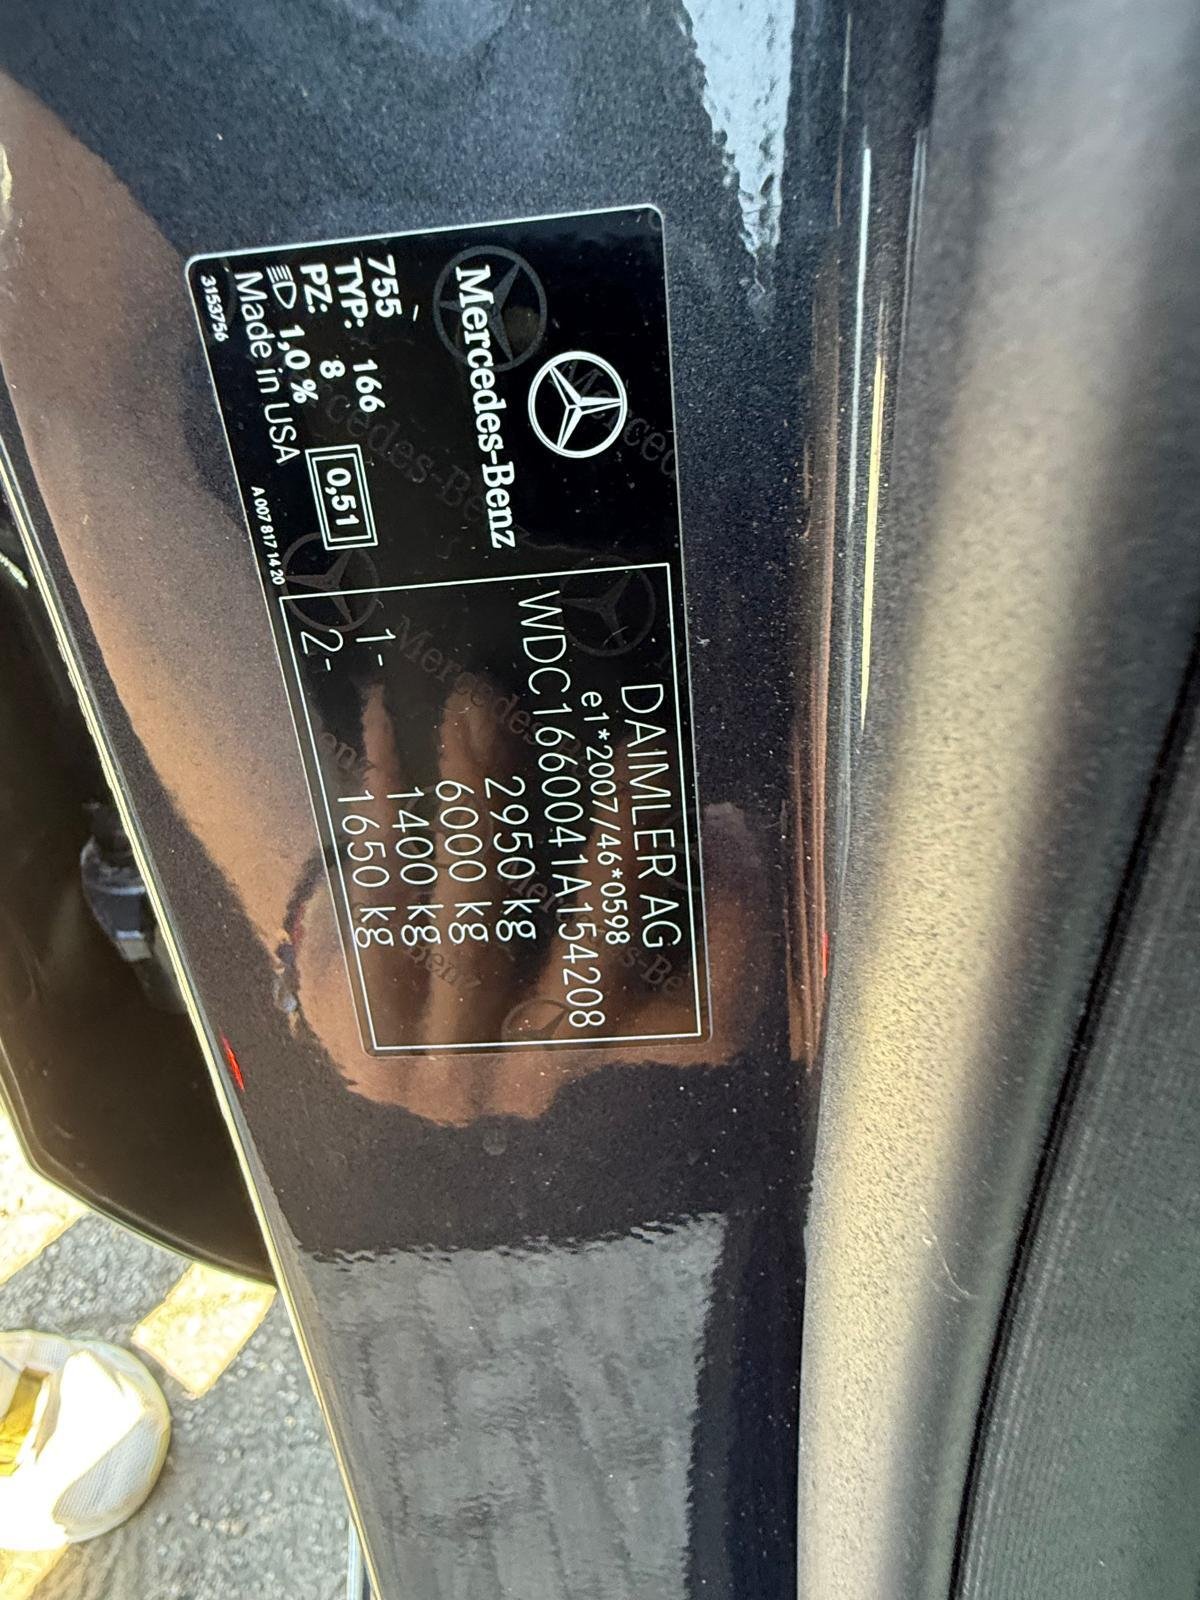 Mercedes-Benz
755
TYP: 166
PZ: 8
0,51
1,0 %
Made in USA
3153756
A 007 817 14 20
DAIMLER AG
e1*2007/46*0598
WDC1660041A154208
2950 kg
6000 kg
1- 1400 kg
2- 1650 kg